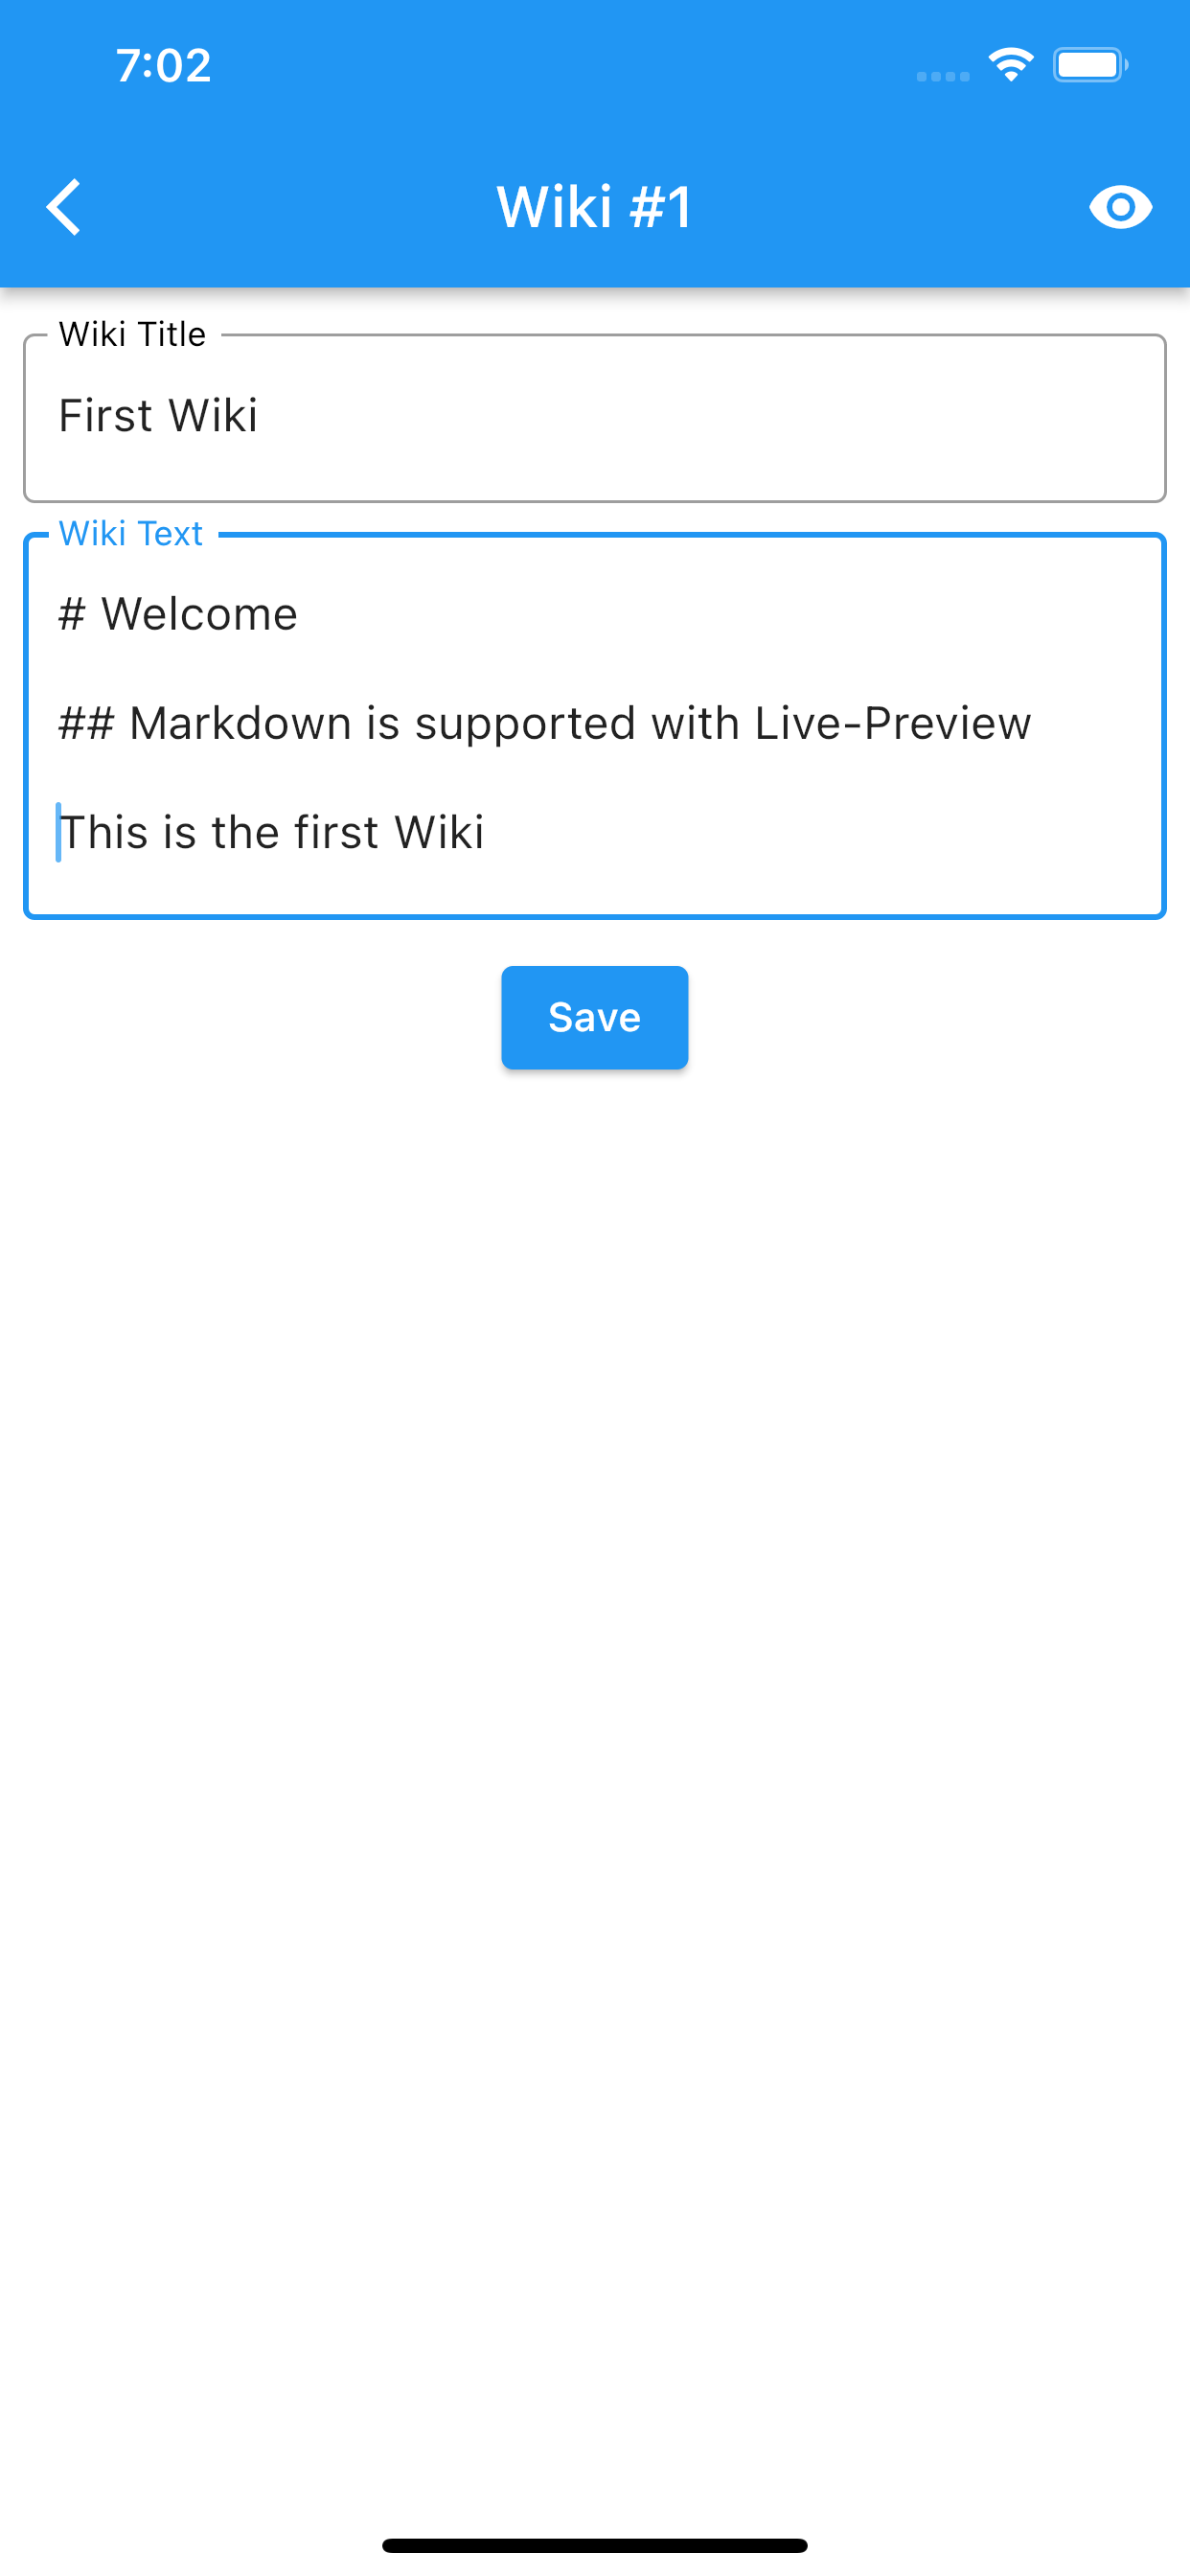 7:02
Wiki #1
Wiki Title
First Wiki
Wiki Text
# Welcome
## Markdown is supported with Live-Preview
This is the first Wiki
Save